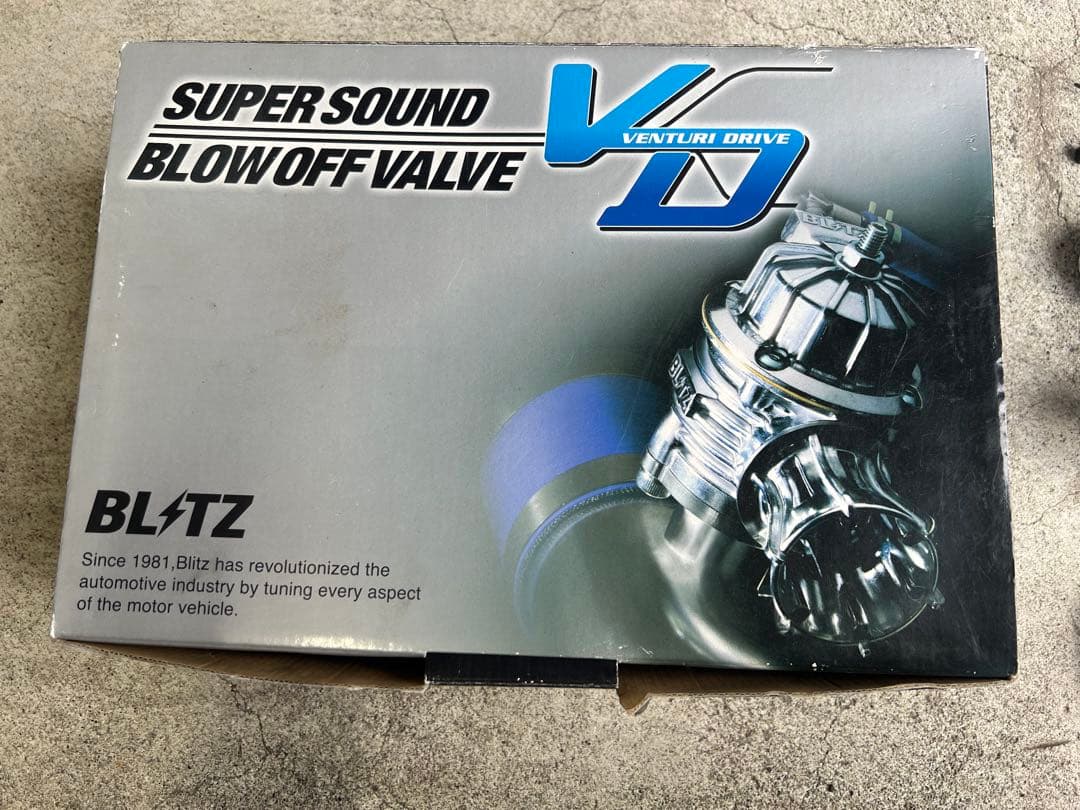 SUPER SOUND
BLOW OFF VALVE
VD
VENTURI DRIVE
BLITZ
BLITZ
BLITZ
Since 1981,Blitz has revolutionized the
automotive industry by tuning every aspect
of the motor vehicle.